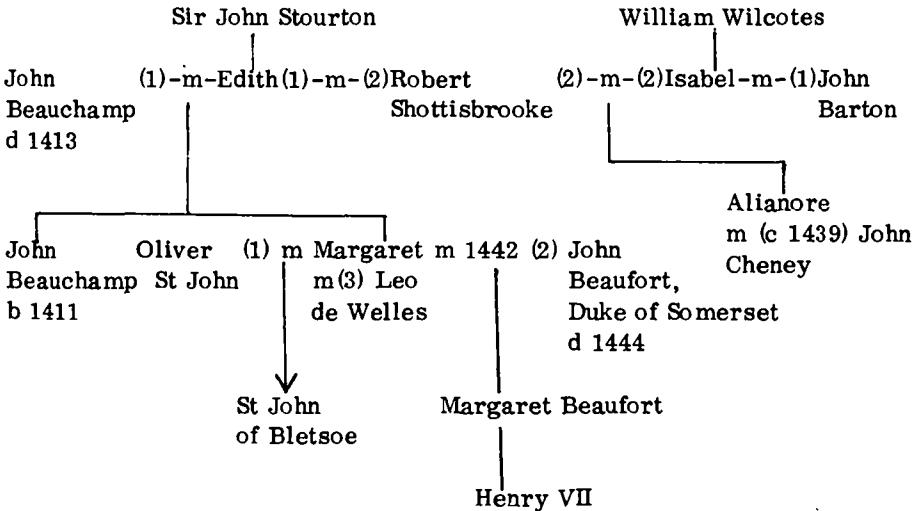 Sir John Stourton William Wilcotes
John (1)-m-Edith(1)-m-(2)Robert (2)-m-(2)Isabel-m-(1)John
Beauchamp Shottisbrooke Barton
d 1413
Alianore
m (c 1439) John
Cheney
John Oliver (1) m Margaret m 1442 (2) John
Beauchamp St John m(3) Leo Beaufort,
b 1411 de Welles Duke of Somerset
d 1444
St John Margaret Beaufort
of Bletsoe
Henry VII